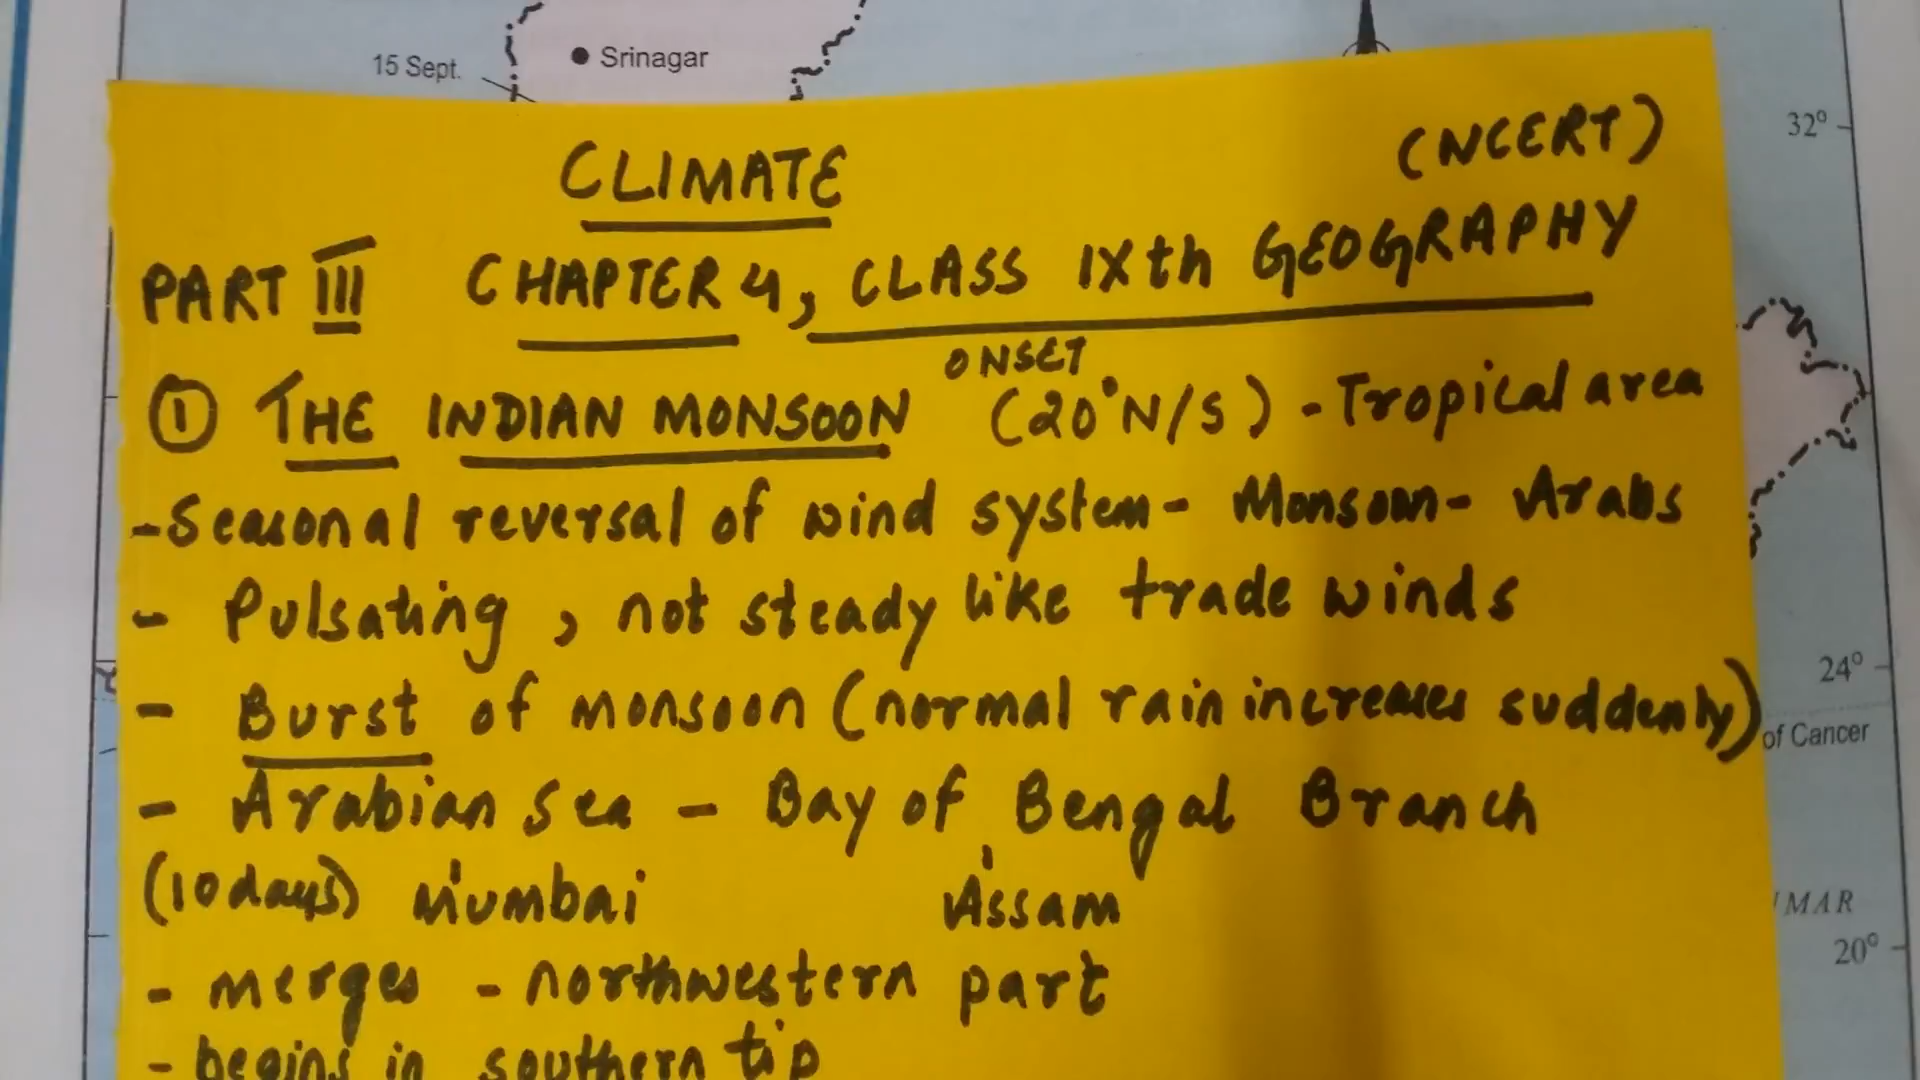 15 Sept.
Srinagar
32°
CLIMATE
(NCERT)
PART III CHAPTER 4, CLASS IXth GEOGRAPHY
ONSET
① THE INDIAN MONSOON (20°N/S) - Tropical area
- Seasonal reversal of wind system - Monsoon - Arabs
- Pulsating, not steady like trade winds
24°
- Burst of monsoon (normal rain increases suddenly)
of Cancer
- Arabian sea - Bay of Bengal Branch
(10 days) Mumbai Assam
MAR
20°
- merges - northwestern part
- begins in southern tip